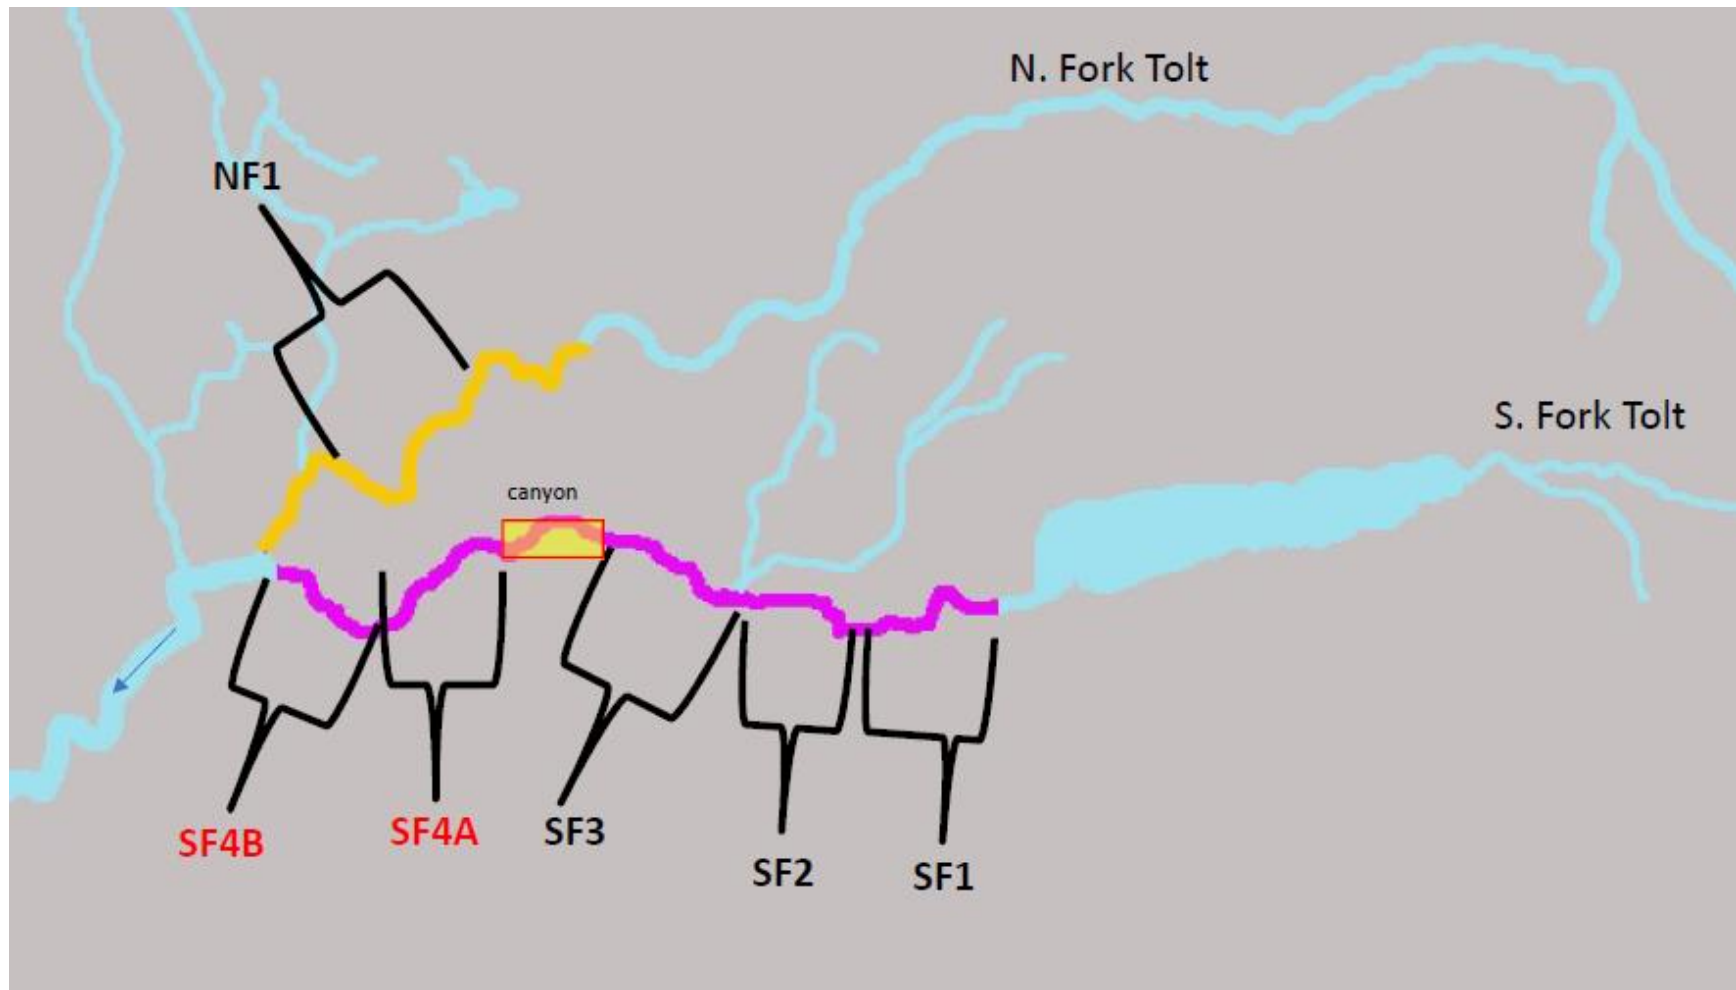 N. Fork Tolt
NF1
S. Fork Tolt
canyon
SF4B
SF4A
SF3
SF2
SF1